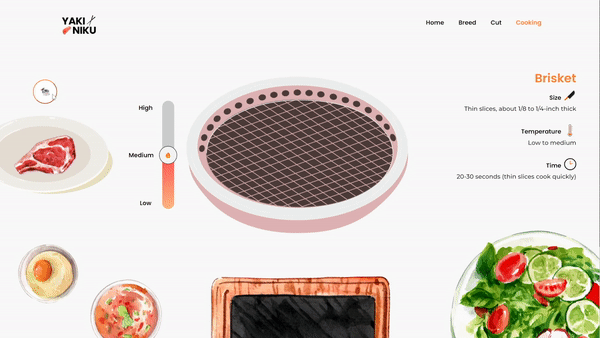 YAKI
NIKU
Home Breed Cut Cooking
High
Medium
Low
Brisket
Size
Thin slices, about 1/8 to 1/4-inch thick
Temperature
Low to medium
Time
20-30 seconds (thin slices cook quickly)